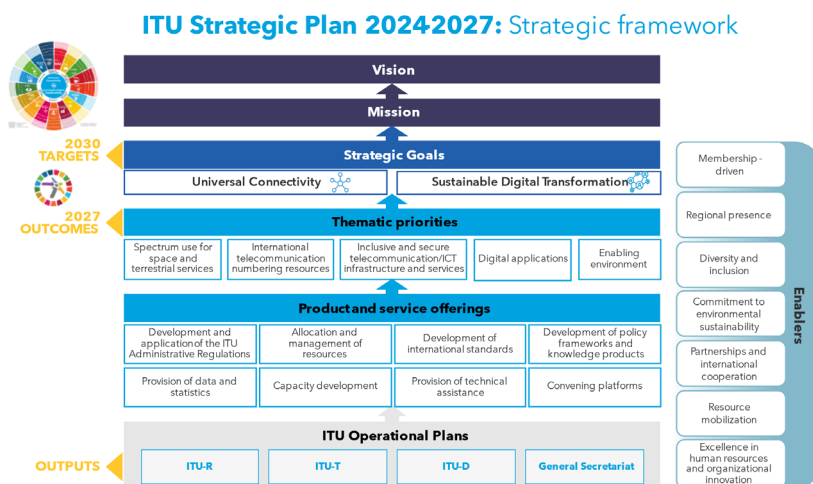 ITU Strategic Plan 2024-2027: Strategic framework
Vision
Mission
2030
TARGETS
Strategic Goals
Universal Connectivity
Sustainable Digital Transformation
2027
OUTCOMES
Thematic priorities
Spectrum use for
space and
terrestrial services
International
telecommunication
numbering resources
Inclusive and secure
telecommunication/ICT
infrastructure and services
Digital applications
Enabling
environment
Product and service offerings
Development and
application of the ITU
Administrative Regulations
Allocation and
management of
resources
Development of
international standards
Development of policy
frameworks and
knowledge products
Provision of data and
statistics
Capacity development
Provision of technical
assistance
Convening platforms
ITU Operational Plans
OUTPUTS
ITU-R
ITU-T
ITU-D
General Secretariat
Membership -
driven
Regional presence
Diversity and
inclusion
Commitment to
environmental
sustainability
Partnerships and
international
cooperation
Resource
mobilization
Excellence in
human resources
and organizational
innovation
Enablers